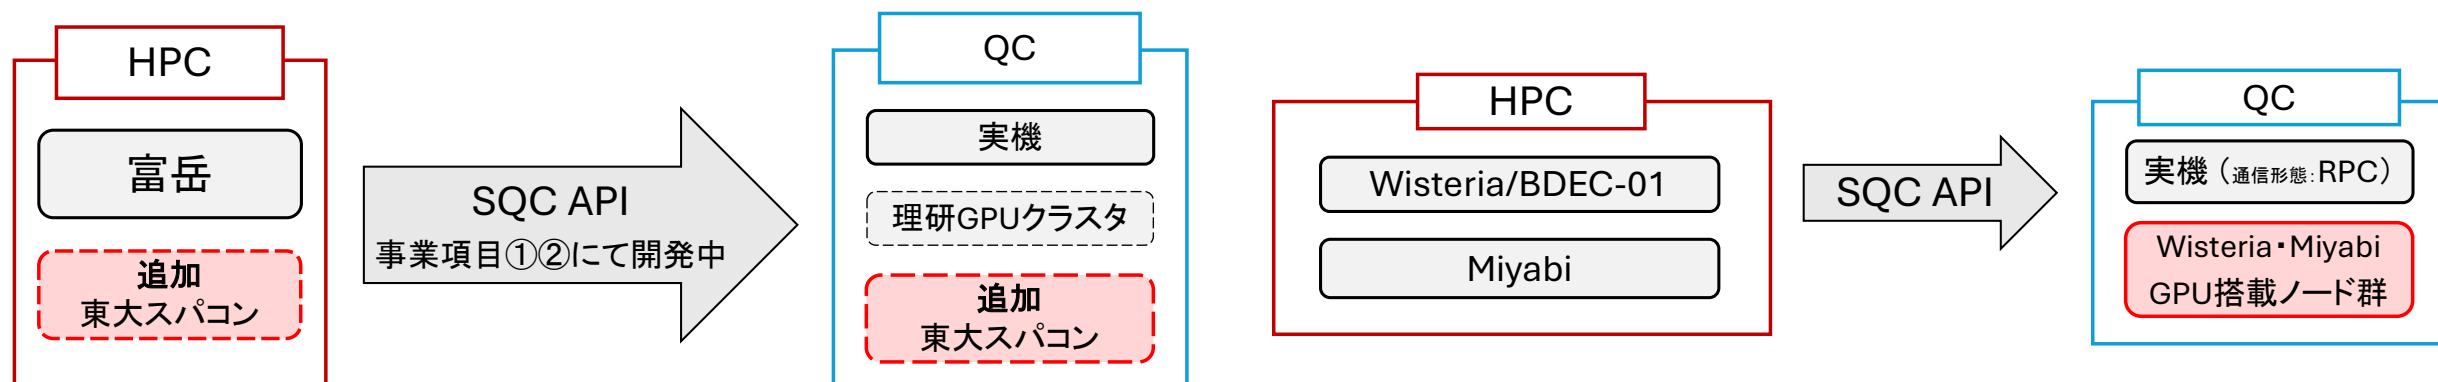 HPC
富岳
追加
東大スパコン
SQC API
事業項目①②にて開発中
QC
実機
理研GPUクラスタ
追加
東大スパコン
HPC
Wisteria/BDEC-01
Miyabi
SQC API
QC
実機（通信形態：RPC）
Wisteria・Miyabi
GPU搭載ノード群